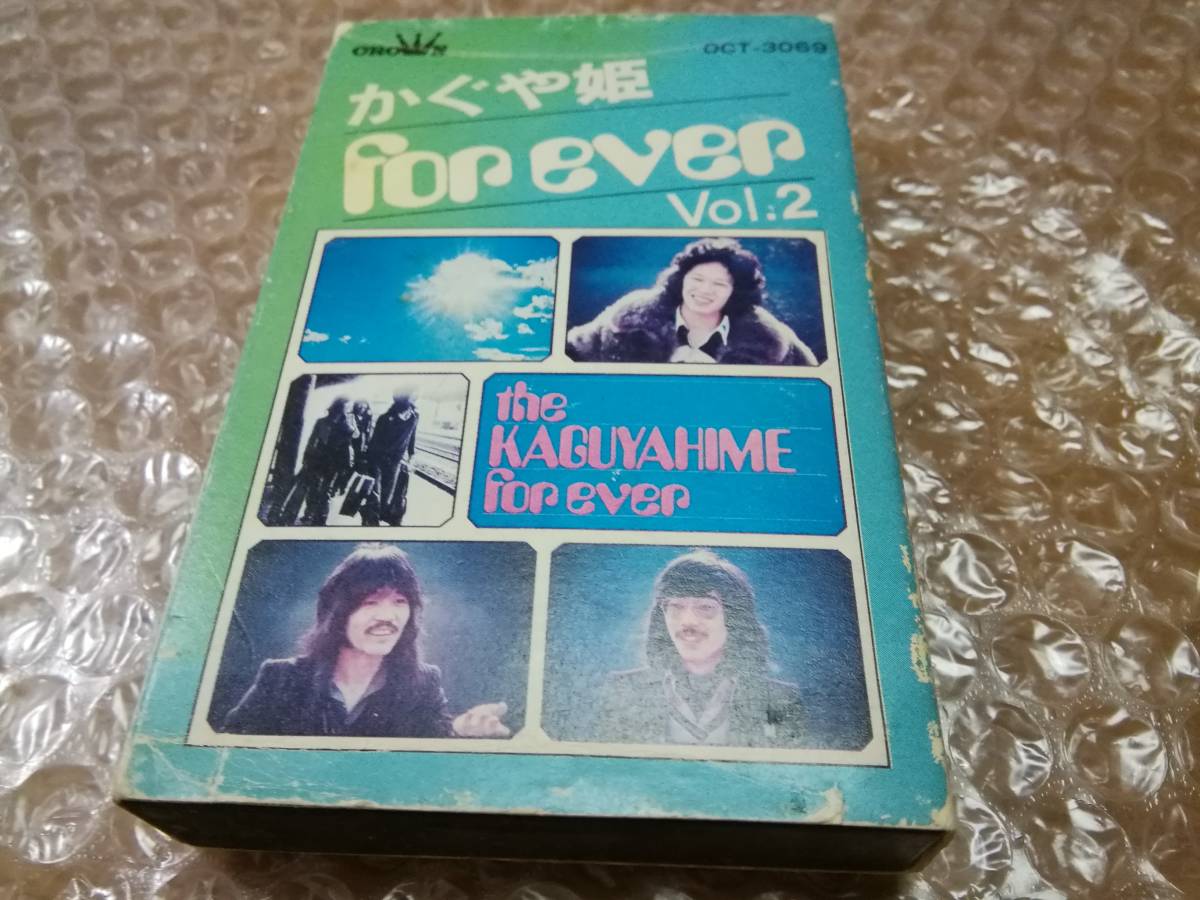 CROWN
OCT-3069
かぐや姫
for ever
Vol:2
the
KAGUYAHIME
for ever